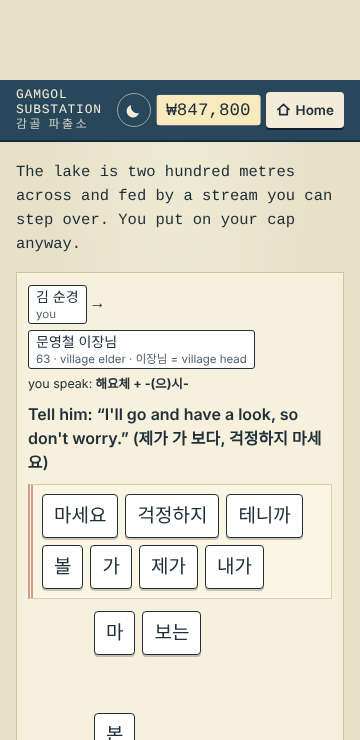 GAMGOL
SUBSTATION
감골 파출소
₩847,800
Home
The lake is two hundred metres
across and fed by a stream you can
step over. You put on your cap
anyway.
김 순경
you
→
문영철 이장님
63 · village elder · 이장님 = village head
you speak: 해요체 + -(으)시-
Tell him: “I'll go and have a look, so
don't worry.” (제가 가 보다, 걱정하지 마세
요)
마세요 걱정하지 테니까
볼 가 제가 내가
마 보는
본